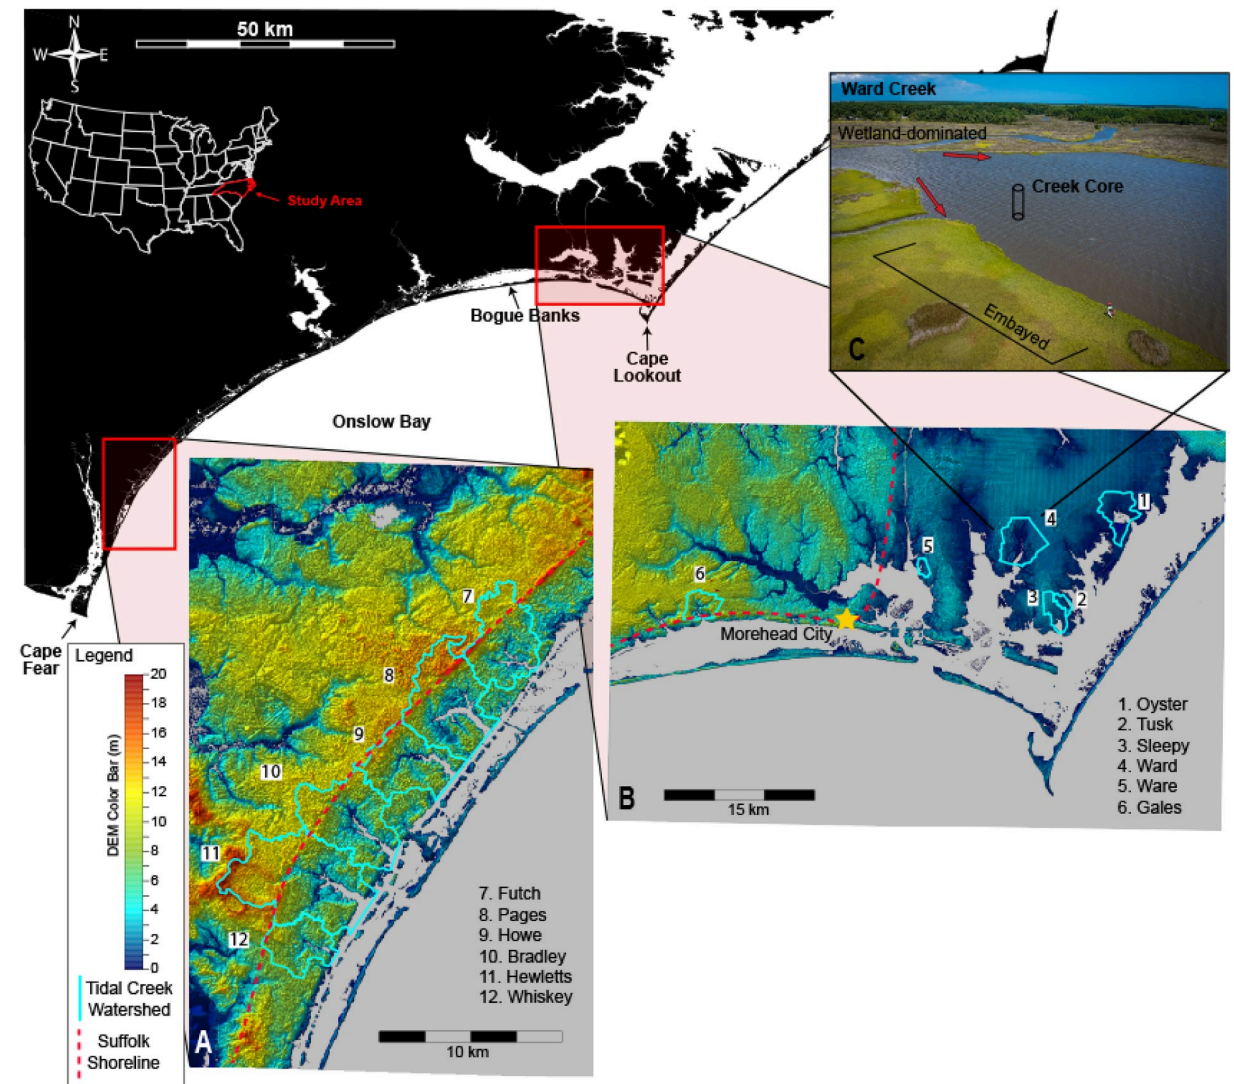 50 km
N
W
E
S
Study Area
Bogue Banks
Cape
Lookout
Onslow Bay
Cape
Fear
Ward Creek
Wetland-dominated
Creek Core
Embayed
C
Legend
DEM Color Bar (m)
20
18
16
14
12
10
8
6
4
2
0
Tidal Creek
Watershed
Suffolk
Shoreline
7
8
9
10
11
12
7. Futch
8. Pages
9. Howe
10. Bradley
11. Hewletts
12. Whiskey
A
10 km
1
4
5
6
3
2
Morehead City
1. Oyster
2. Tusk
3. Sleepy
4. Ward
5. Ware
6. Gales
B
15 km